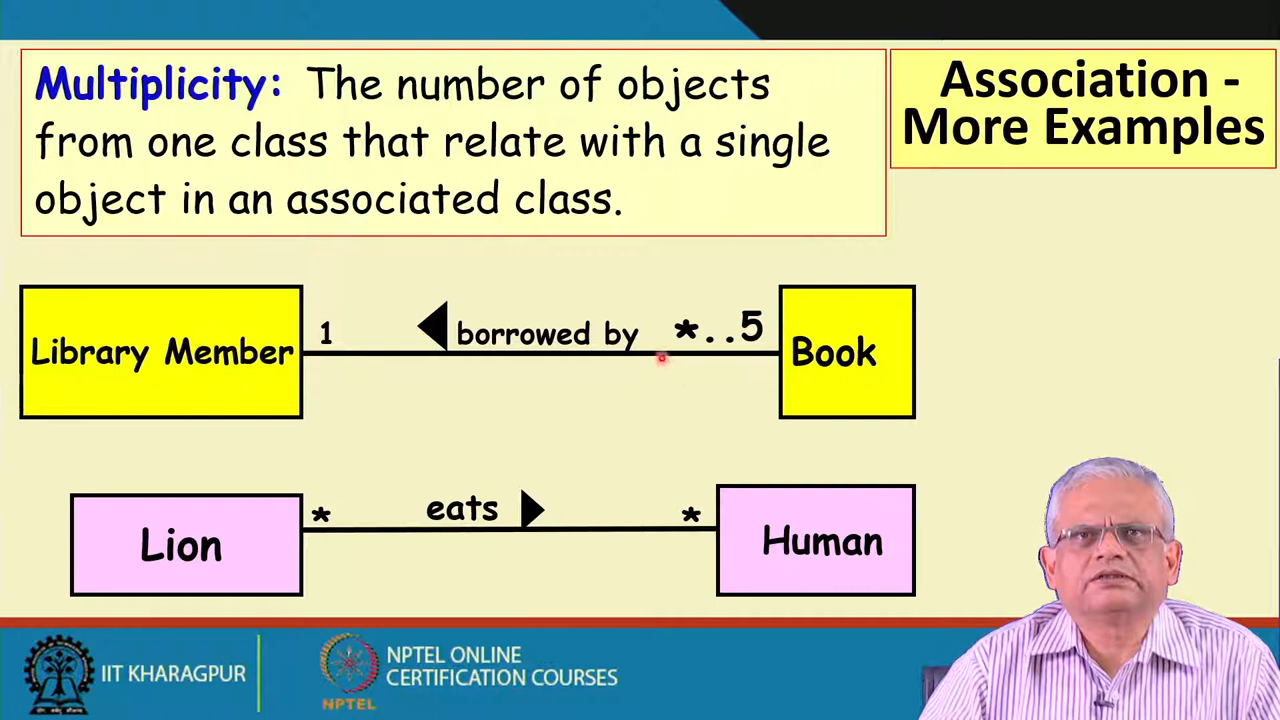 Multiplicity: The number of objects
from one class that relate with a single
object in an associated class.
Association -
More Examples
Library Member
1
borrowed by
*..5
Book
Lion
*
eats
*
Human
IIT KHARAGPUR
NPTEL
NPTEL ONLINE
CERTIFICATION COURSES